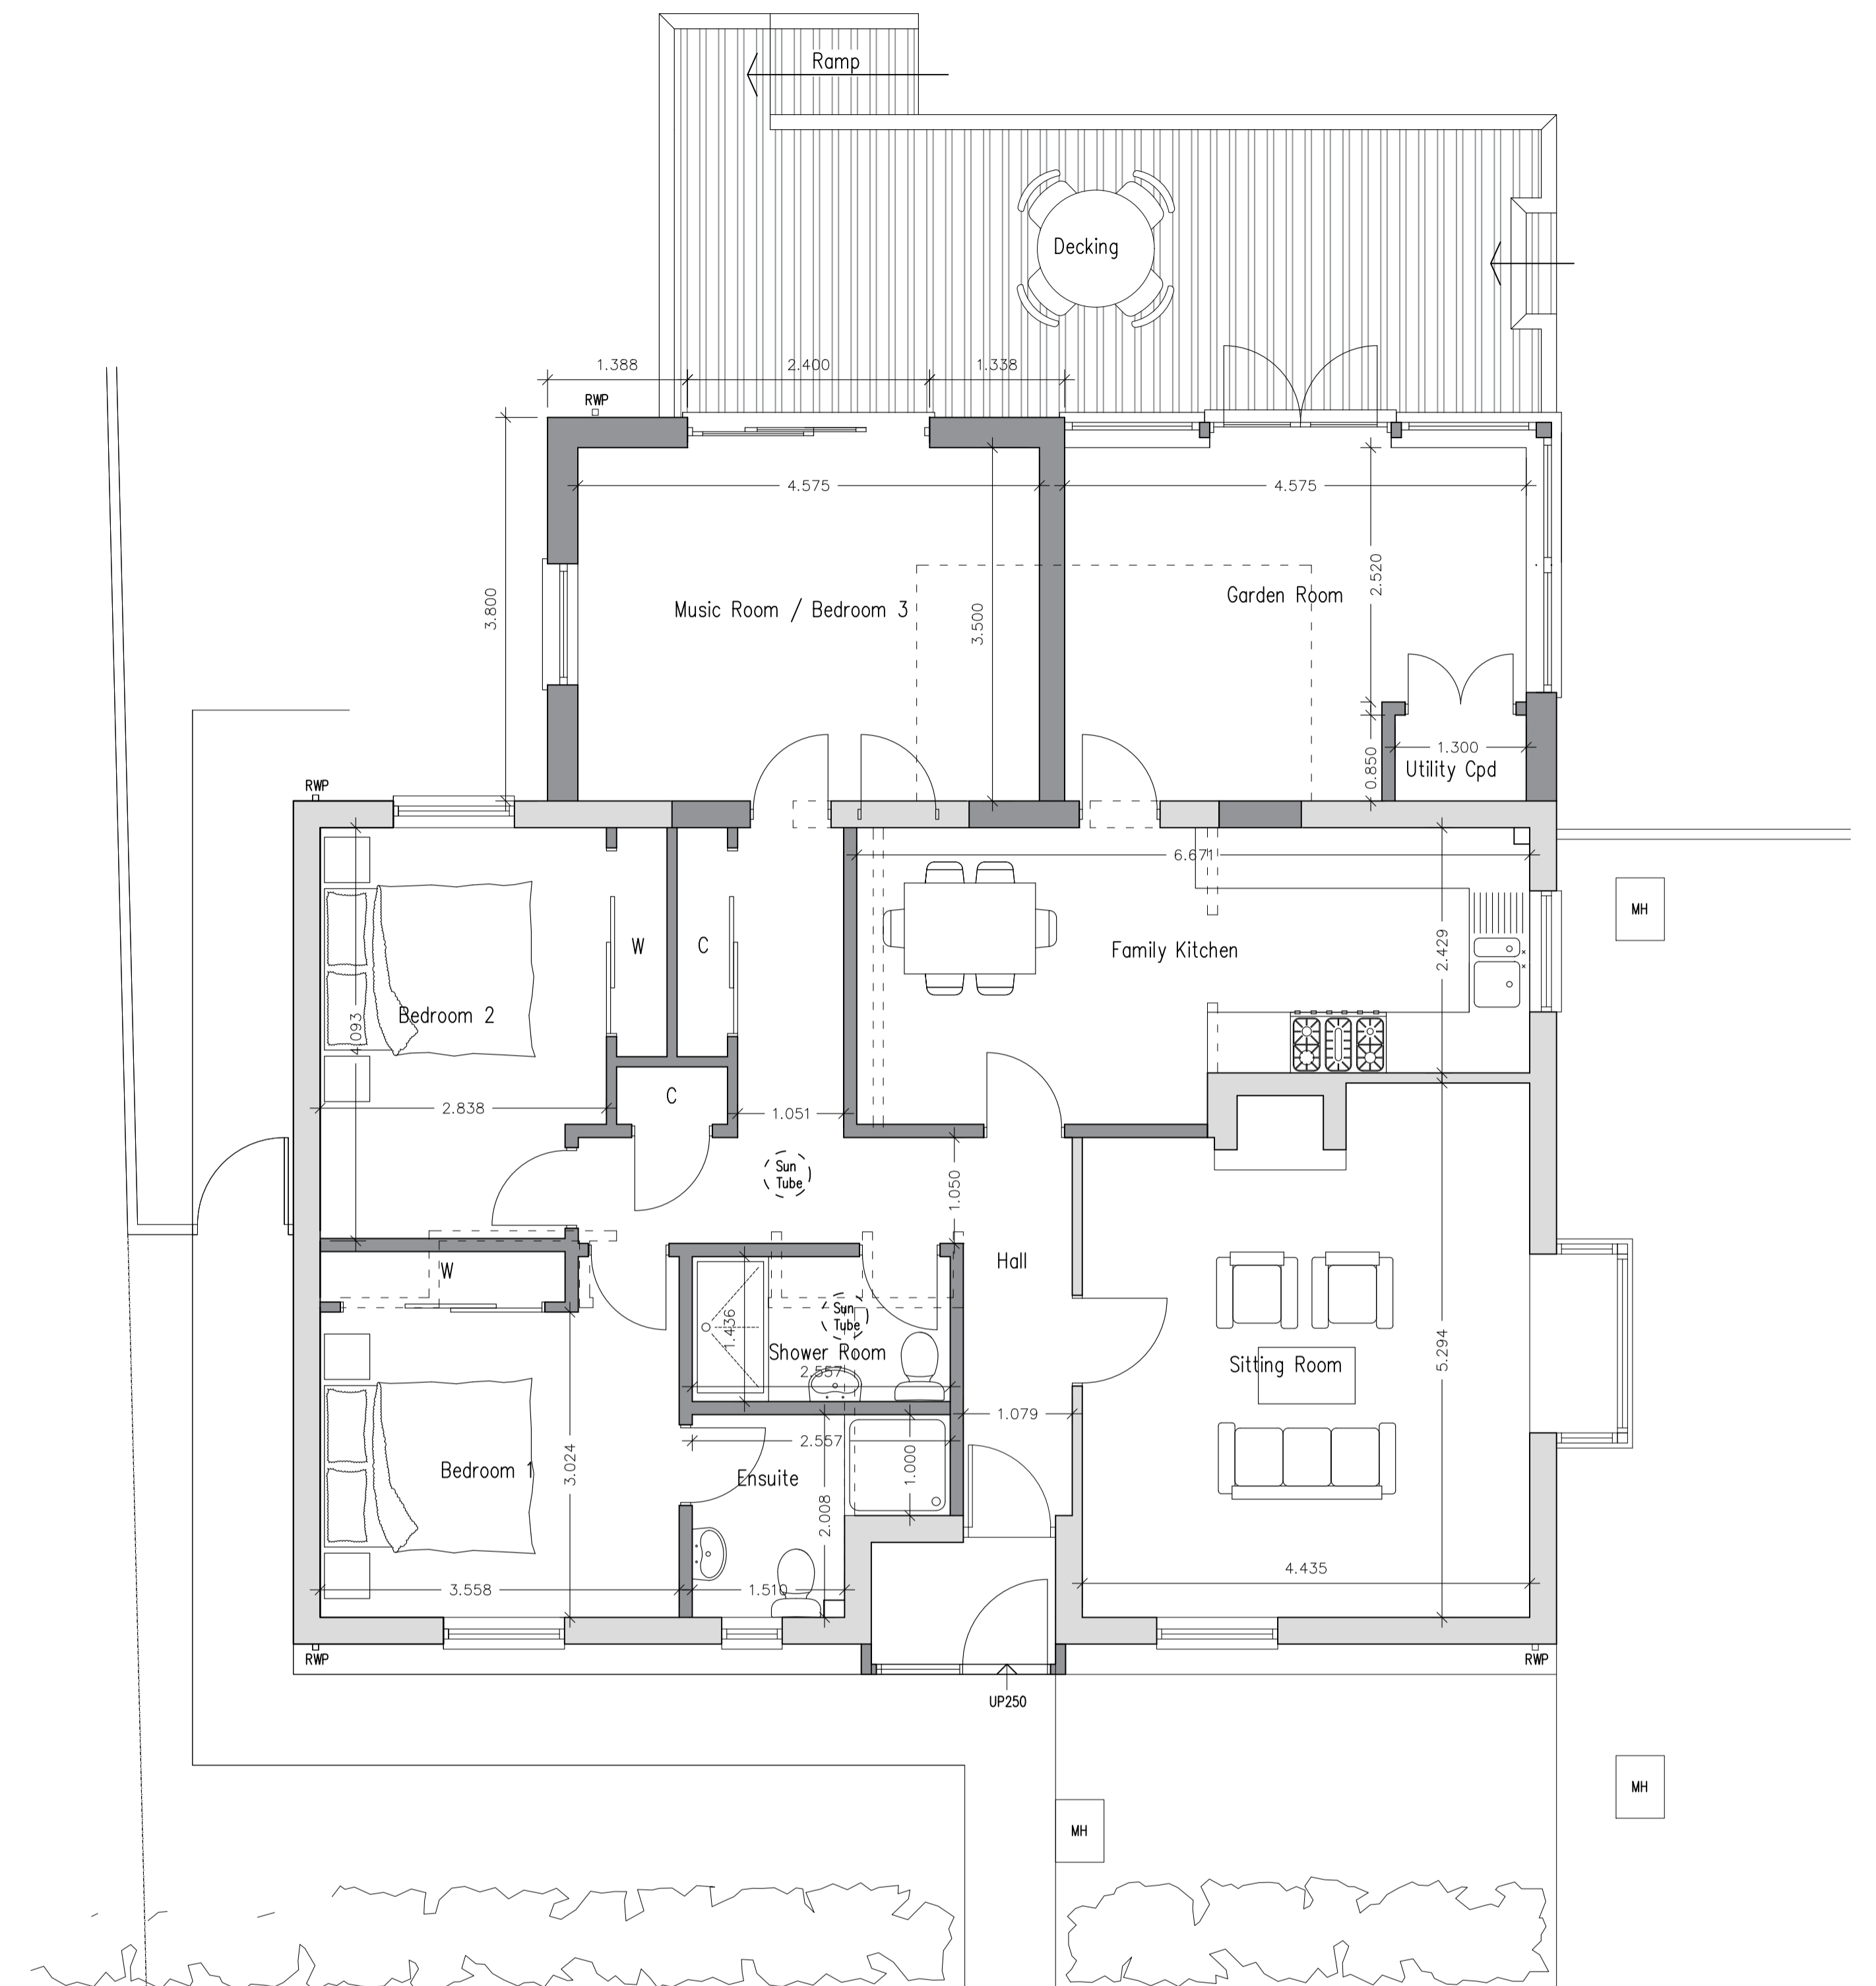 Ramp
Decking
1.388
2.400
1.338
RWP
4.575
4.575
2.520
3.800
Music Room / Bedroom 3
3.500
Garden Room
0.850
1.300
Utility Cpd
RWP
6.671
MH
W
C
Family Kitchen
2.429
Bedroom 2
4.093
C
2.838
1.051
Sun
Tube
1.050
Hall
W
1.436
Sun
Tube
Shower Room
2.557
Sitting Room
5.294
1.079
2.557
Bedroom 1
3.024
Ensuite
1.000
2.008
3.558
1.510
4.435
RWP
RWP
UP250
MH
MH